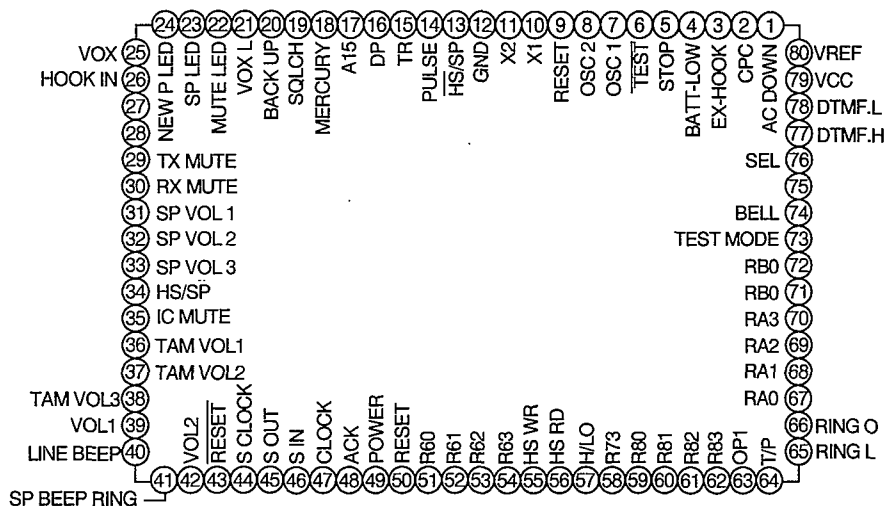 24 23 22 21 20 19 18 17 16 15 14 13 12 11 10 9 8 7 6 5 4 3 2 1
NEW P LED
SP LED
MUTE LED
VOX L
BACK UP
SQLCH
MERCURY
A15
DP
TR
PULSE
HS/SP
GND
X2
X1
RESET
OSC 2
OSC 1
TEST
STOP
BATT-LOW
EX-HOOK
CPC
AC DOWN
VOX 25
HOOK IN 26
27
28
29 TX MUTE
30 RX MUTE
31 SP VOL 1
32 SP VOL 2
33 SP VOL 3
34 HS/SP
35 IC MUTE
36 TAM VOL1
37 TAM VOL2
TAM VOL3 38
VOL1 39
LINE BEEP 40
80 VREF
79 VCC
78 DTMF.L
77 DTMF.H
SEL 76
75
BELL 74
TEST MODE 73
RB0 72
RB0 71
RA3 70
RA2 69
RA1 68
RA0 67
66 RING O
65 RING L
VOL2
RESET
S CLOCK
S OUT
S IN
CLOCK
ACK
POWER
RESET
R60
R61
R62
R63
HS WR
HS RD
H/LO
R73
R80
R81
R82
R83
OP1
T/P
41 42 43 44 45 46 47 48 49 50 51 52 53 54 55 56 57 58 59 60 61 62 63 64
SP BEEP RING